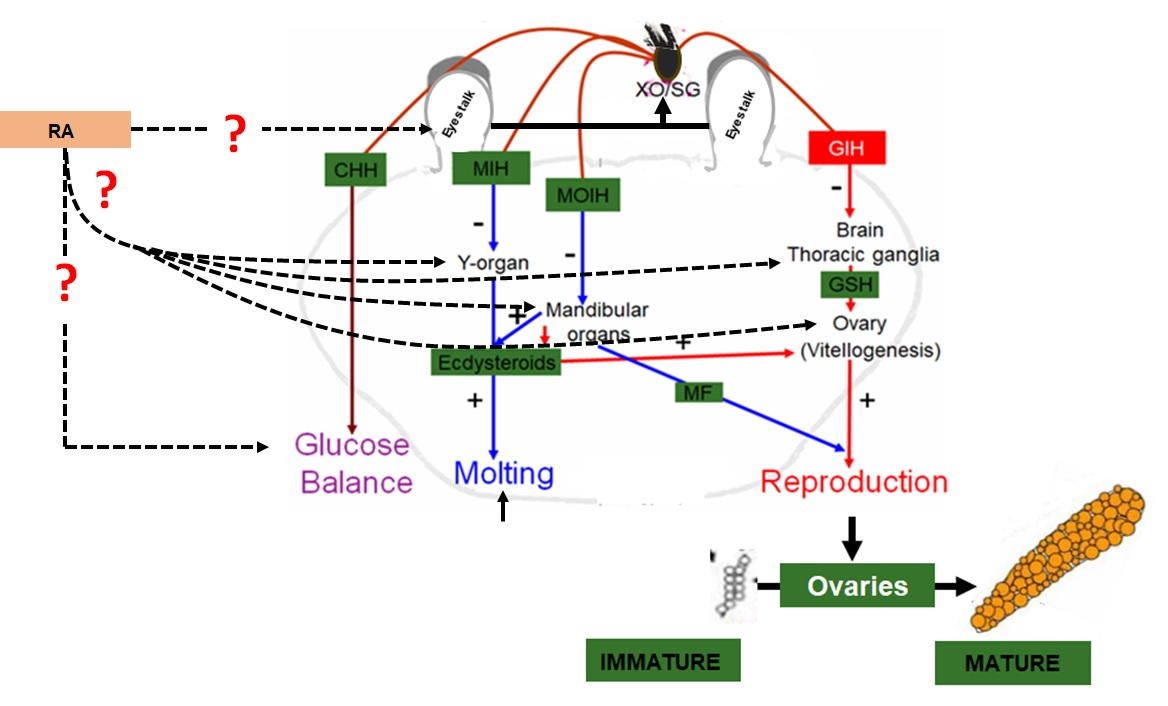 XO/SG
Eyestalk
Eyestalk
RA
?
GIH
CHH
MIH
?
MOIH
-
-
Brain
Thoracic ganglia
-
Y-organ
?
GSH
Mandibular
organs
+
Ovary
(Vitellogenesis)
+
Ecdysteroids
MF
+
+
Glucose
Balance
Molting
Reproduction
Ovaries
IMMATURE
MATURE